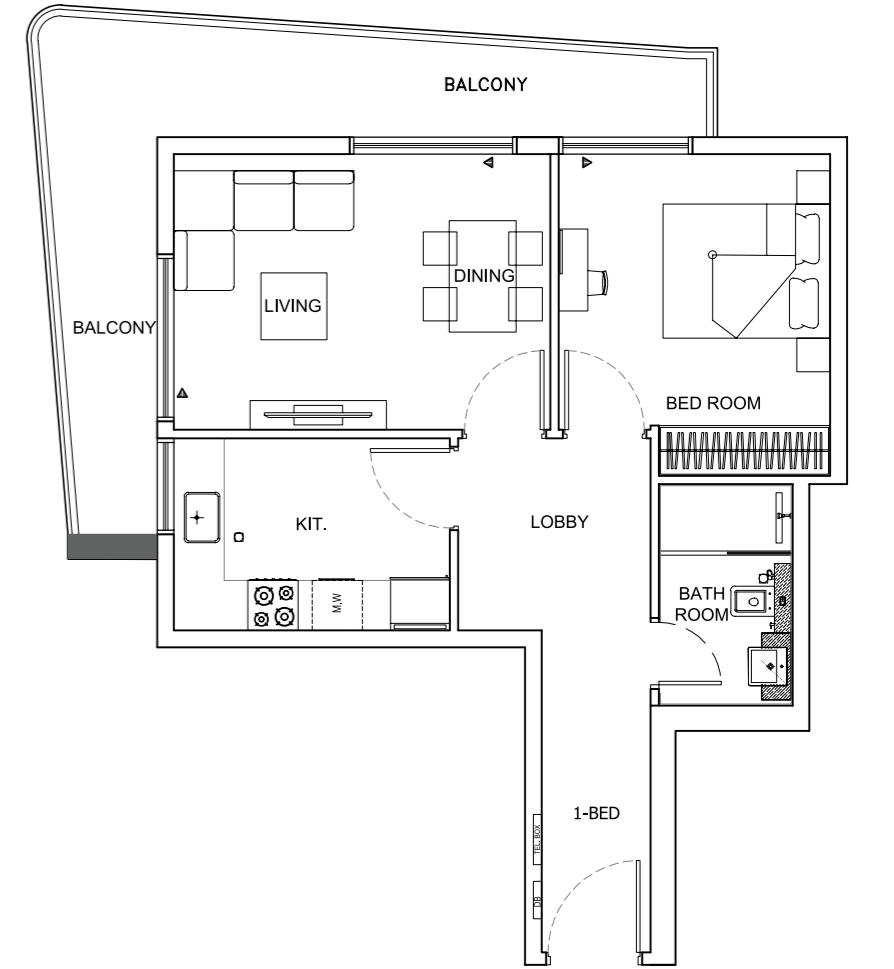 BALCONY
DINING
LIVING
BALCONY
BED ROOM
KIT.
LOBBY
M.W
BATH
ROOM
1-BED
TEL. BOX
DB